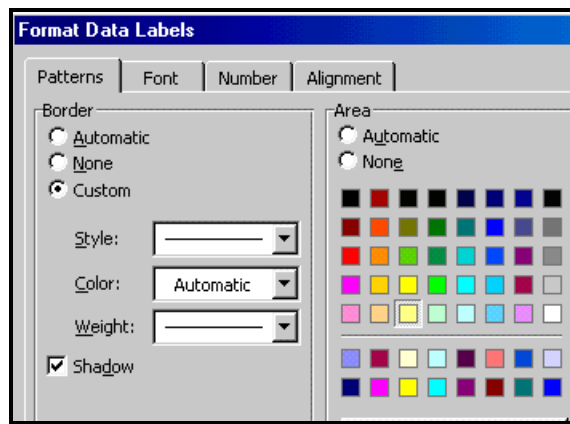 Format Data Labels
Patterns Font Number Alignment
Border
Automatic
None
Custom
Style:
Color: Automatic
Weight:
Shadow
Area
Automatic
None